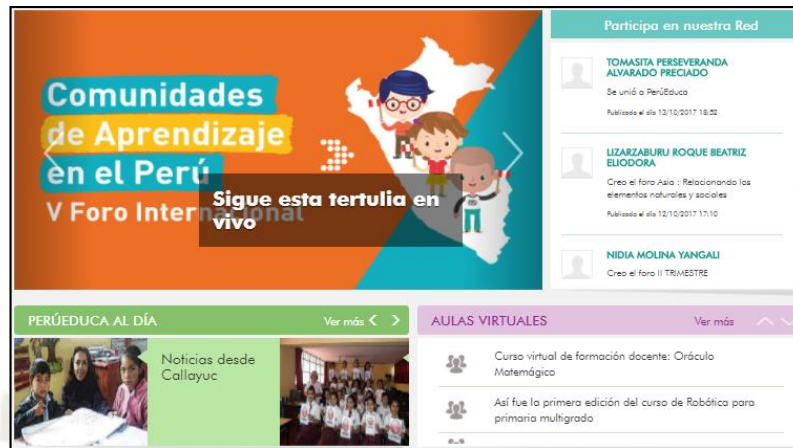 Comunidades
de Aprendizaje
en el Perú
V Foro Internacional
Sigue esta tertulia en
vivo
Participa en nuestra Red
TOMASITA PERSEVERANDA
ALVARADO PRECIADO
Se unió a PerúEduca
Publicado el día 13/10/2017 18:52
LIZARZABURU ROQUE BEATRIZ
ELIODORA
Creo el foro Asia : Relacionando los
elementos naturales y sociales
Publicado el día 12/10/2017 17:10
NIDIA MOLINA YANGALI
Creo el foro II TRIMESTRE
PERÚEDUCA AL DÍA
Ver más
Noticias desde
Callayuc
AULAS VIRTUALES
Ver más
Curso virtual de formación docente: Oráculo
Matemágico
Así fue la primera edición del curso de Robótica para
primaria multigrado